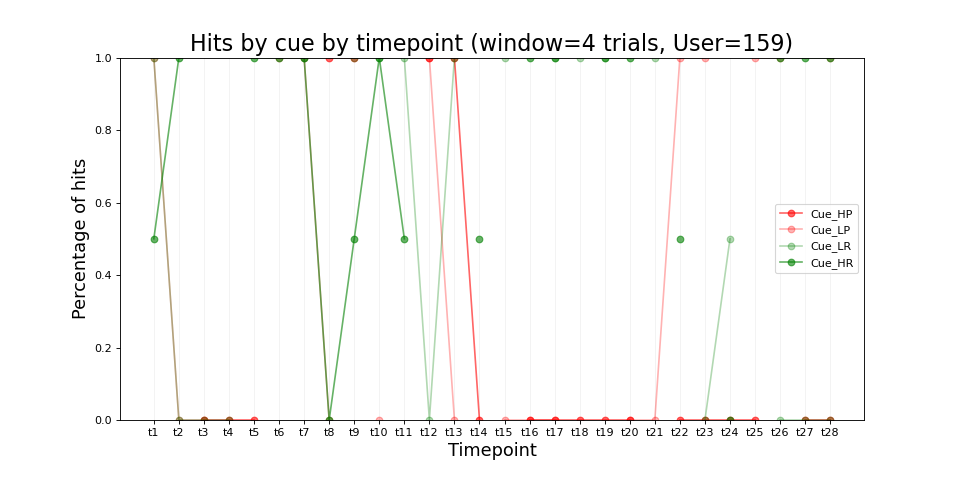 Hits by cue by timepoint (window=4 trials, User=159)
Percentage of hits
1.0
0.8
0.6
0.4
0.2
0.0
Cue_HP
Cue_LP
Cue_LR
Cue_HR
t1 t2 t3 t4 t5 t6 t7 t8 t9 t10 t11 t12 t13 t14 t15 t16 t17 t18 t19 t20 t21 t22 t23 t24 t25 t26 t27 t28
Timepoint